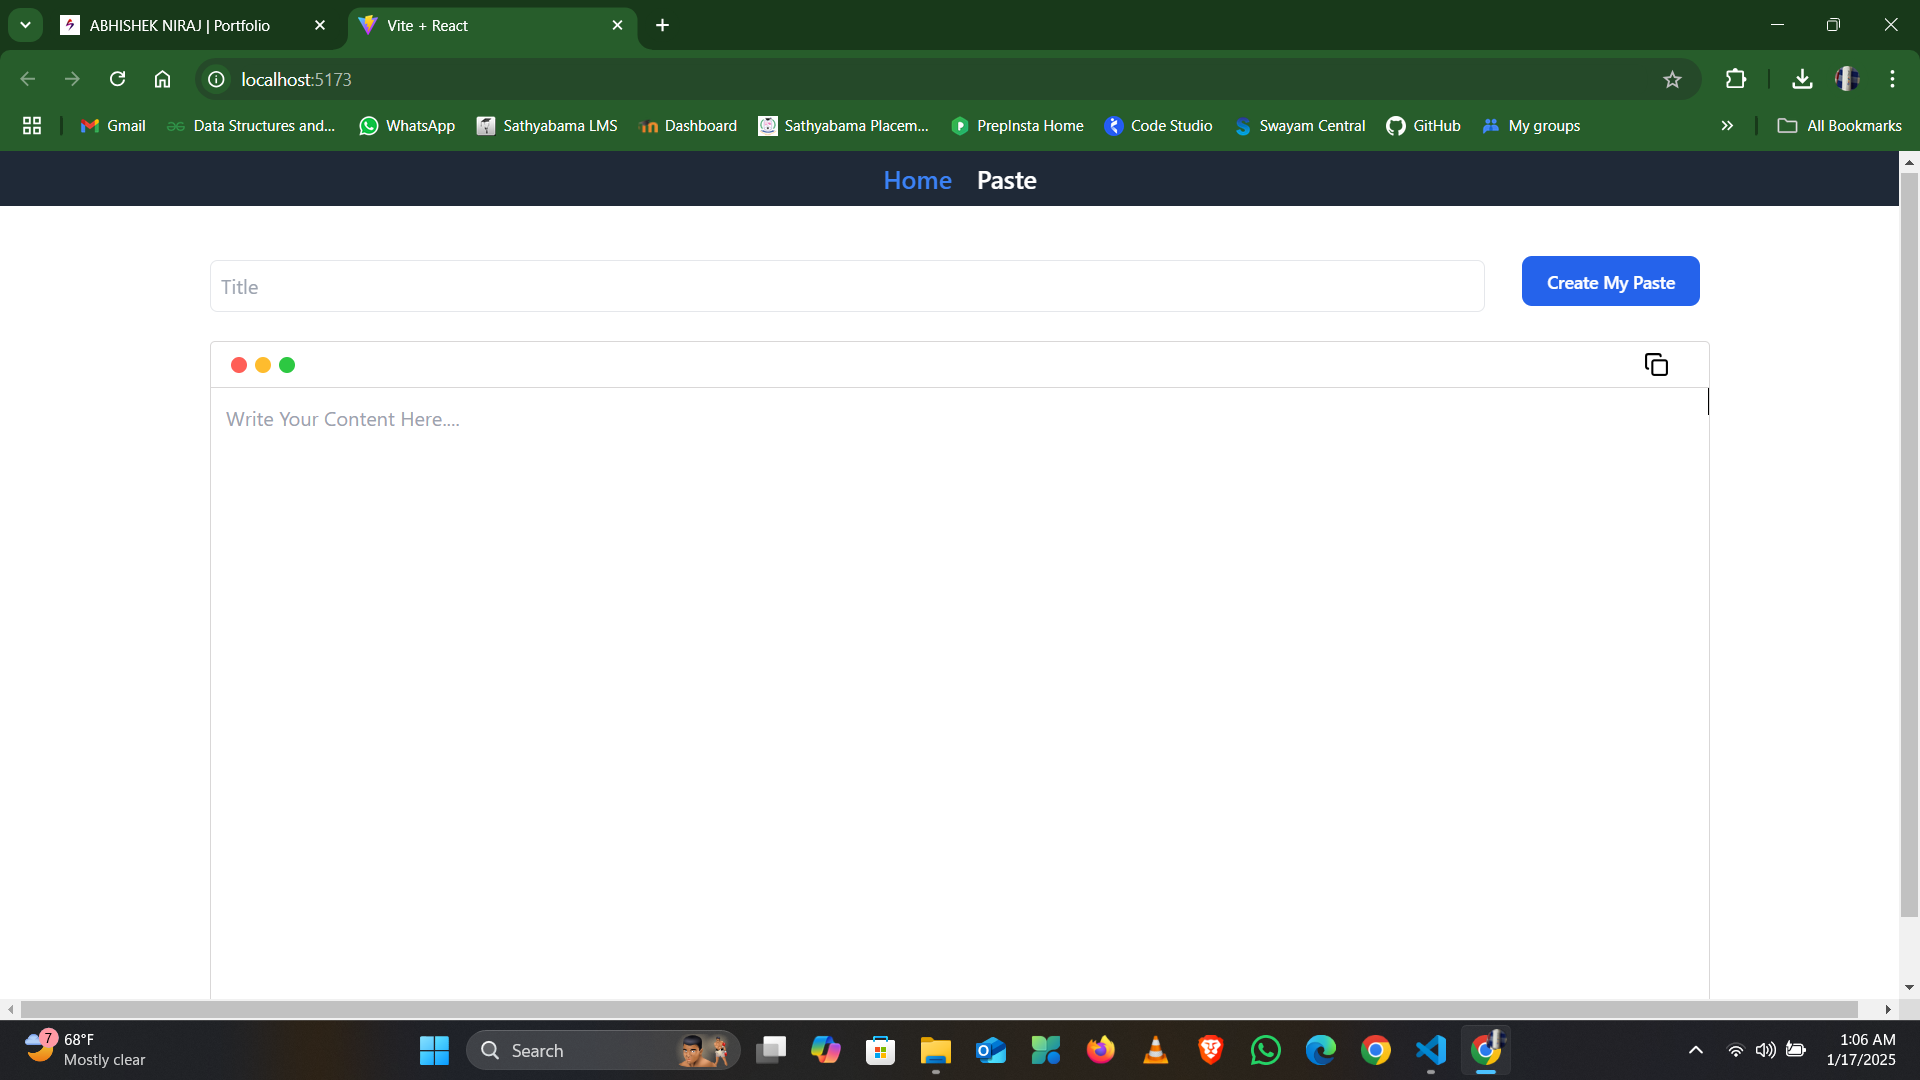 ABHISHEK NIRAJ | Portfolio
Vite + React
localhost:5173
Gmail
Data Structures and...
WhatsApp
Sathyabama LMS
Dashboard
Sathyabama Placem...
PrepInsta Home
Code Studio
Swayam Central
GitHub
My groups
All Bookmarks
Home
Paste
Title
Create My Paste
Write Your Content Here....
7
68°F
Mostly clear
Search
1:06 AM
1/17/2025